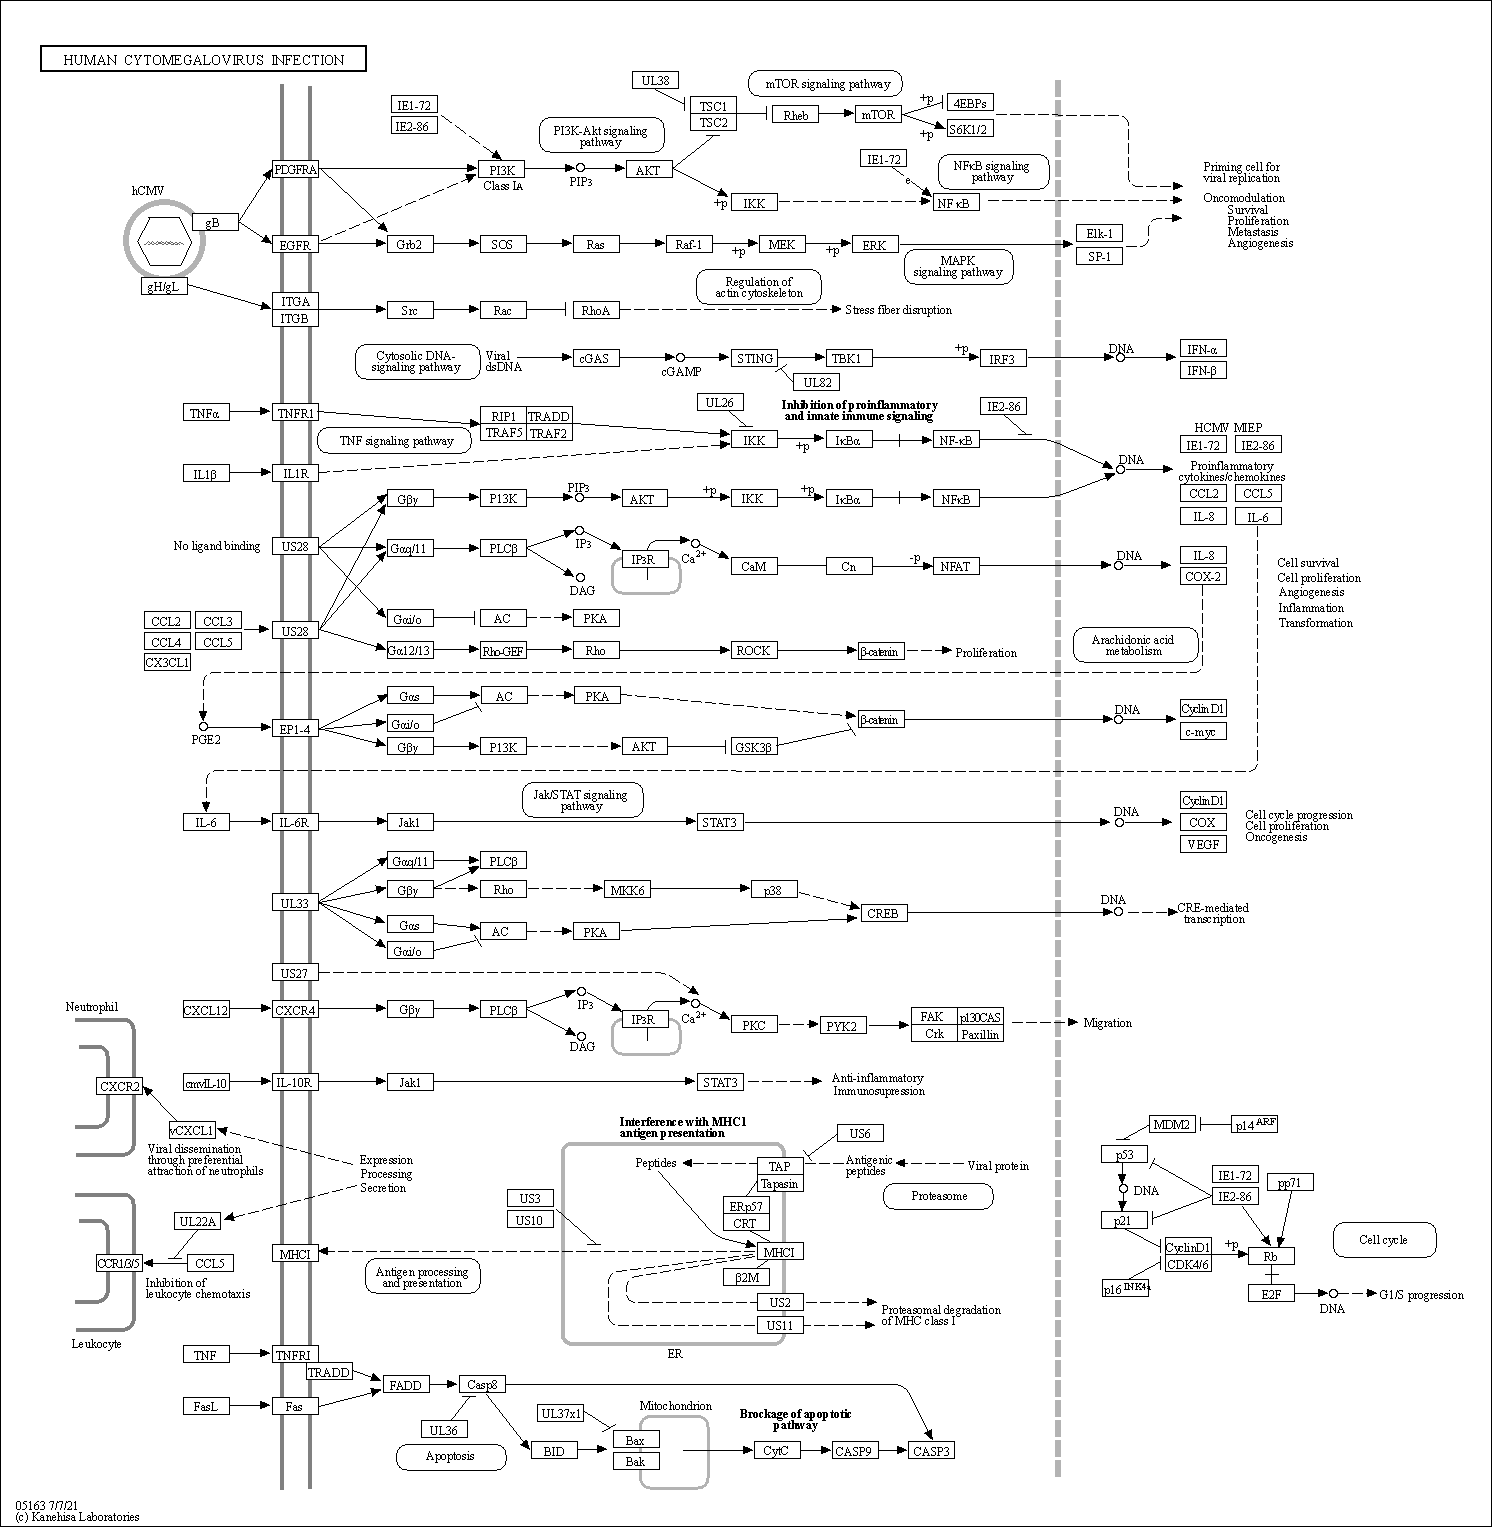 HUMAN CYTOMEGALOVIRUS INFECTION
UL38
mTOR signaling pathway
IE1-72
IE2-86
PI3K-Akt signaling
pathway
TSC1
TSC2
Rheb
mTOR
+p
4EBPs
S6K1/2
+p
IE1-72
NFκB signaling
pathway
Priming cell for
viral replication
PDGFRA
PI3K
Class IA
PIP3
AKT
e
hCMV
+p
IKK
NFκB
Oncomodulation
Survival
Proliferation
Metastasis
Angiogenesis
gB
EGFR
Grb2
SOS
Ras
Raf-1
+p
MEK
+p
ERK
Elk-1
SP-1
MAPK
signaling pathway
gH/gL
Regulation of
actin cytoskeleton
ITGA
ITGB
Src
Rac
RhoA
Stress fiber disruption
Cytosolic DNA-
signaling pathway
Viral
dsDNA
cGAS
cGAMP
STING
TBK1
+p
IRF3
DNA
IFN-α
IFN-β
UL82
TNFα
TNFR1
RIP1
TRADD
TRAF5
TRAF2
UL26
Inhibition of proinflammatory
and innate immune signaling
IE2-86
TNF signaling pathway
IKK
+p
IκBα
NF-κB
HCMV MIEP
IE1-72
IE2-86
DNA
IL1β
IL1R
Proinflammatory
cytokines/chemokines
CCL2
CCL5
IL-8
IL-6
Gβγ
P13K
PIP3
AKT
+p
IKK
+p
IκBα
NFκB
No ligand binding
US28
Gαq/11
PLCβ
IP3
DAG
IP3R
Ca2+
CaM
Cn
-p
NFAT
DNA
IL-8
COX-2
Cell survival
Cell proliferation
Angiogenesis
Inflammation
Transformation
CCL2
CCL3
CCL4
CCL5
CX3CL1
US28
Gαi/o
AC
PKA
Gα12/13
Rho-GEF
Rho
ROCK
β-catenin
Proliferation
Arachidonic acid
metabolism
PGE2
EP1-4
Gαs
AC
PKA
Gαi/o
Gβγ
P13K
AKT
GSK3β
β-catenin
DNA
CyclinD1
c-myc
Jak/STAT signaling
pathway
IL-6
IL-6R
Jak1
STAT3
DNA
CyclinD1
COX
VEGF
Cell cycle progression
Cell proliferation
Oncogenesis
UL33
Gαq/11
PLCβ
Gβγ
Rho
MKK6
p38
Gαs
AC
PKA
Gαi/o
CREB
DNA
CRE-mediated
transcription
US27
Neutrophil
CXCL12
CXCR4
Gβγ
PLCβ
IP3
DAG
IP3R
Ca2+
PKC
PYK2
FAK
p130CAS
Crk
Paxillin
Migration
CXCR2
cmvIL-10
IL-10R
Jak1
STAT3
Anti-inflammatory
Immunosupression
vCXCL1
Viral dissemination
through preferential
attraction of neutrophils
Expression
Processing
Secretion
Interference with MHC1
antigen presentation
US6
Peptides
TAP
Tapasin
Antigenic
peptides
Viral protein
Proteasome
MDM2
p14 ARF
p53
DNA
p21
IE1-72
IE2-86
pp71
US3
US10
ERp57
CRT
UL22A
CCR1/3/5
CCL5
Inhibition of
leukocyte chemotaxis
MHCI
MHCI
Antigen processing
and presentation
β2M
US2
US11
Proteasomal degradation
of MHC class I
CyclinD1
CDK4/6
+p
Rb
Cell cycle
p16 INK4a
E2F
DNA
G1/S progression
Leukocyte
ER
TNF
TNFR1
TRADD
FADD
Casp8
FasL
Fas
UL36
Apoptosis
UL37x1
Mitochondrion
Brockage of apoptotic
pathway
BID
Bax
Bak
CytC
CASP9
CASP3
05163 7/7/21
(c) Kanehisa Laboratories